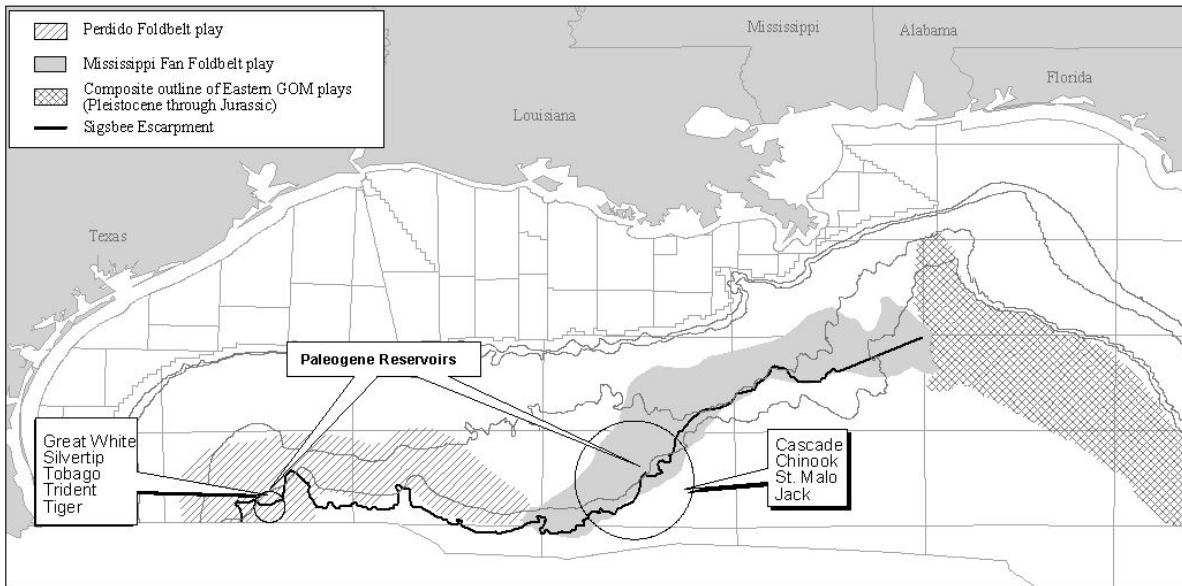 Perdido Foldbelt play
Mississippi Fan Foldbelt play
Composite outline of Eastern GOM plays
(Pleistocene through Jurassic)
Sigsbee Escarpment
Mississippi
Alabama
Florida
Louisiana
Texas
Paleogene Reservoirs
Great White
Silvertip
Tobago
Trident
Tiger
Cascade
Chinook
St. Malo
Jack